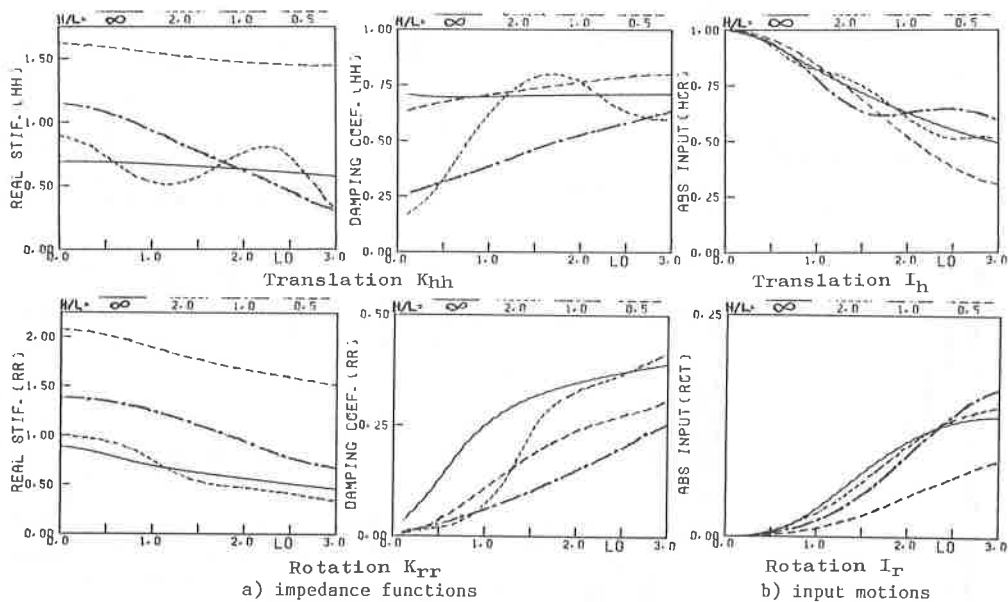 H/L= ∞ 2.0 1.0 0.5
REAL STIF. (HH)
1.50
1.00
0.50
0.00
0.0 1.0 2.0 LO 3.0
H/L= ∞ 2.0 1.0 0.5
DAMPING COEF. (HH)
1.00
0.75
0.50
0.25
0.00
0.0 1.0 2.0 LO 3.0
Translation Khh
H/L= ∞ 2.0 1.0 0.5
ABS INPUT(HOR)
1.00
0.75
0.50
0.25
0.00
0.0 1.0 2.0 LO 3.0
Translation Ih
H/L= ∞ 2.0 1.0 0.5
REAL STIF. (RR)
2.00
1.50
1.00
0.50
0.00
0.0 1.0 2.0 LO 3.0
H/L= ∞ 2.0 1.0 0.5
DAMPING COEF. (RR)
0.50
0.25
0.00
0.0 1.0 2.0 LO 3.0
Rotation Krr
a) impedance functions
H/L= ∞ 2.0 1.0 0.5
ABS INPUT(ROT)
0.25
0.00
0.0 1.0 2.0 LO 3.0
Rotation Ir
b) input motions